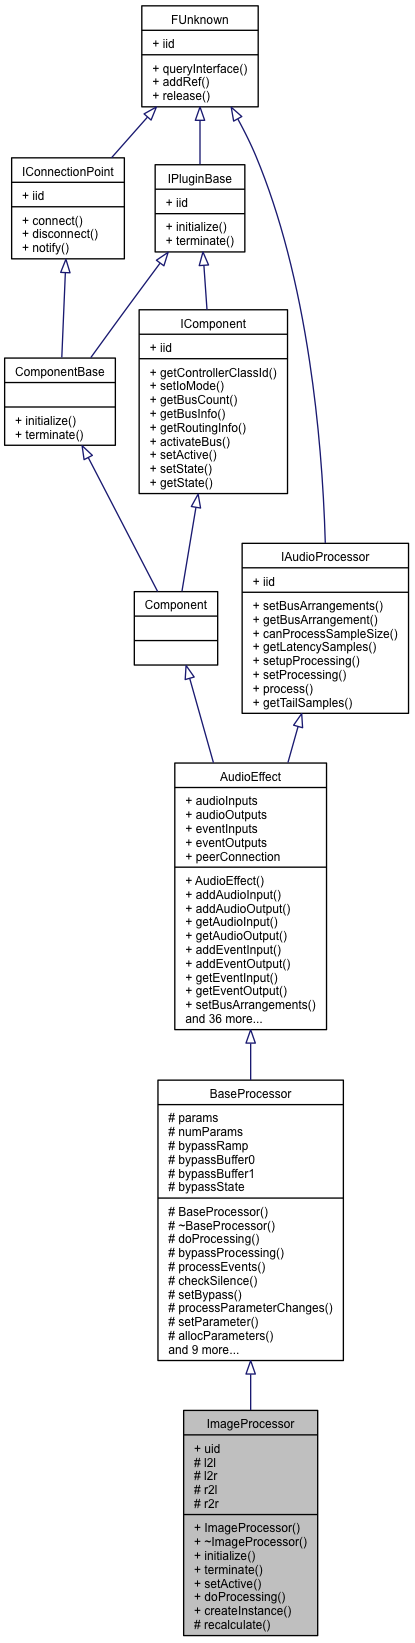 FUnknown
+ iid
+ queryInterface()
+ addRef()
+ release()
IConnectionPoint
+ iid
+ connect()
+ disconnect()
+ notify()
IPluginBase
+ iid
+ initialize()
+ terminate()
IComponent
+ iid
+ getControllerClassId()
+ setIoMode()
+ getBusCount()
+ getBusInfo()
+ getRoutingInfo()
+ activateBus()
+ setActive()
+ setState()
+ getState()
ComponentBase
+ initialize()
+ terminate()
IAudioProcessor
+ iid
+ setBusArrangements()
+ getBusArrangement()
+ canProcessSampleSize()
+ getLatencySamples()
+ setupProcessing()
+ setProcessing()
+ process()
+ getTailSamples()
Component
AudioEffect
+ audioInputs
+ audioOutputs
+ eventInputs
+ eventOutputs
+ peerConnection
+ AudioEffect()
+ addAudioInput()
+ addAudioOutput()
+ getAudioInput()
+ getAudioOutput()
+ addEventInput()
+ addEventOutput()
+ getEventInput()
+ getEventOutput()
+ setBusArrangements()
and 36 more...
BaseProcessor
# params
# numParams
# bypassRamp
# bypassBuffer0
# bypassBuffer1
# bypassState
# BaseProcessor()
# ~BaseProcessor()
# doProcessing()
# bypassProcessing()
# processEvents()
# checkSilence()
# setBypass()
# processParameterChanges()
# setParameter()
# allocParameters()
and 9 more...
ImageProcessor
+ uid
# l2l
# l2r
# r2l
# r2r
+ ImageProcessor()
+ ~ImageProcessor()
+ initialize()
+ terminate()
+ setActive()
+ doProcessing()
+ createInstance()
# recalculate()